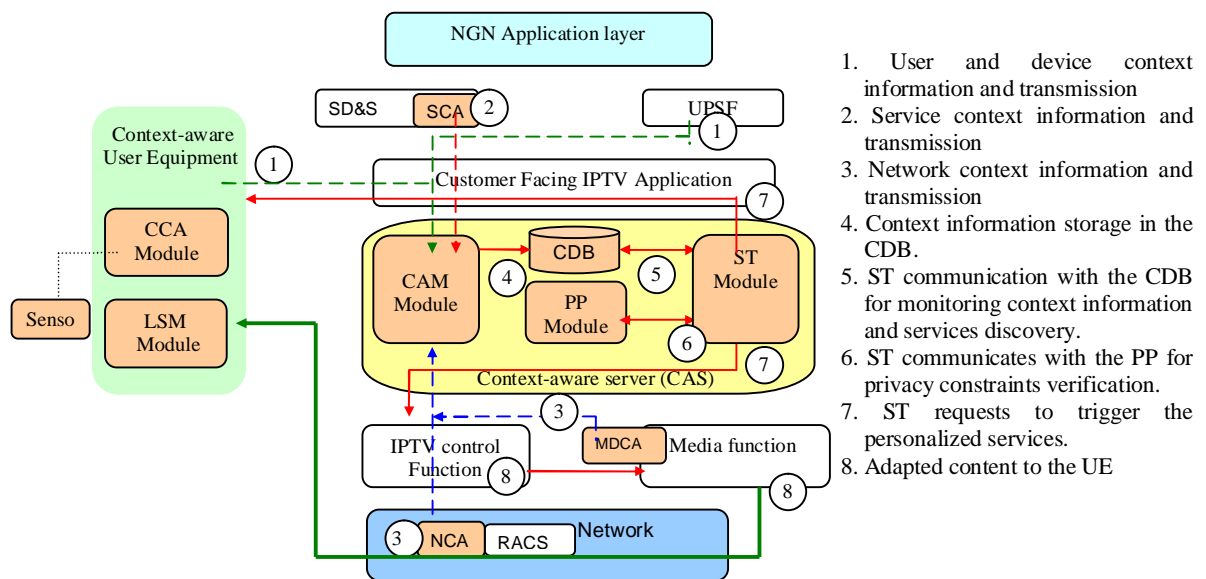 NGN Application layer
SD&S
SCA
2
UPSF
1
Context-aware
User Equipment
1
Customer Facing IPTV Application
7
CCA
Module
Senso
LSM
Module
CAM
Module
4
CDB
5
PP
Module
6
ST
Module
7
Context-aware server (CAS)
3
IPTV control
Function
8
MDCA
Media function
8
3
NCA
RACS
Network
1. User and device context
information and transmission
2. Service context information and
transmission
3. Network context information and
transmission
4. Context information storage in the
CDB.
5. ST communication with the CDB
for monitoring context information
and services discovery.
6. ST communicates with the PP for
privacy constraints verification.
7. ST requests to trigger the
personalized services.
8. Adapted content to the UE